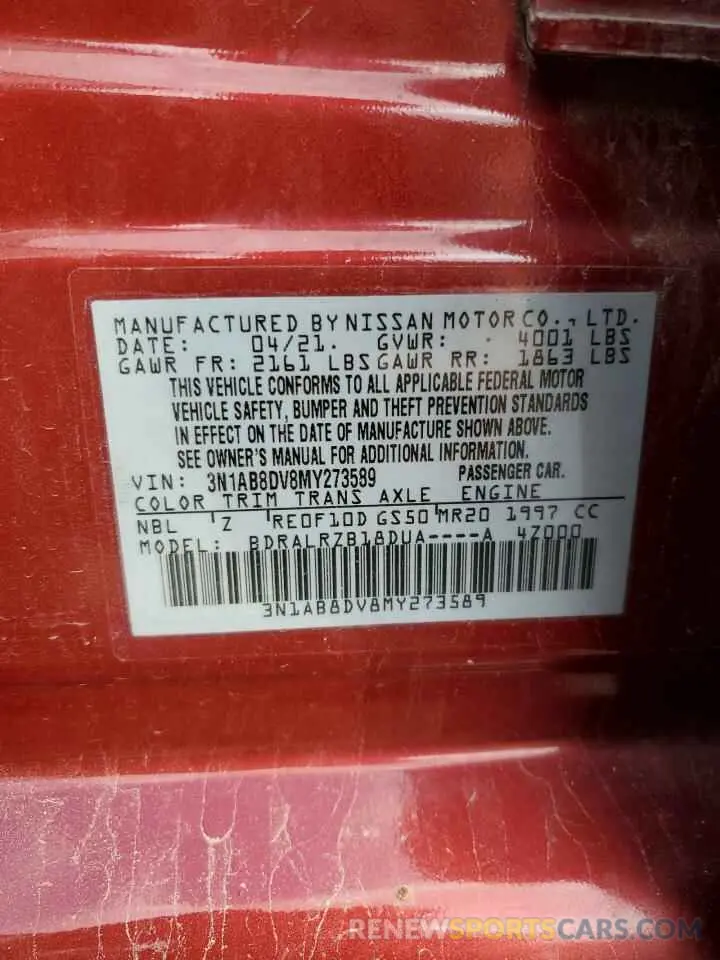 MANUFACTURED BY NISSAN MOTOR CO., LTD.
DATE: 04/21. GVWR: 4001 LBS
GAWR FR: 2161 LBS GAWR RR: 1863 LBS
THIS VEHICLE CONFORMS TO ALL APPLICABLE FEDERAL MOTOR
VEHICLE SAFETY, BUMPER AND THEFT PREVENTION STANDARDS
IN EFFECT ON THE DATE OF MANUFACTURE SHOWN ABOVE.
SEE OWNER'S MANUAL FOR ADDITIONAL INFORMATION.
VIN: 3N1AB8DV8MY273589 PASSENGER CAR.
COLOR TRIM TRANS AXLE ENGINE
NBL Z RE0F10D GS50 MR20 1997 CC
MODEL: BDRALRZB18DUA----A 4Z000
3N1AB8DV8MY273589
RENEWSPORTSCARS.COM